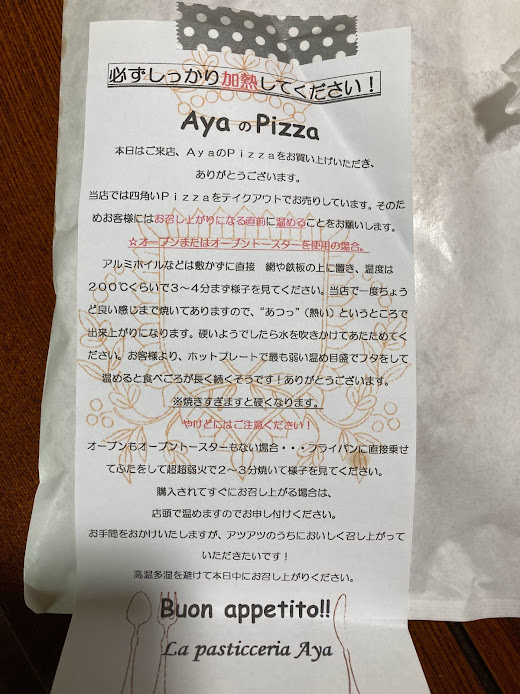 必ずしっかり加熱してください！
Aya のPizza
本日はご来店、ＡｙａのＰｉｚｚａをお買い上げいただき、
ありがとうございます。
当店では四角いＰｉｚｚａをテイクアウトでお売りしています。そのた
めお客様にはお召し上がりになる直前に温めることをお願いします。
☆オーブンまたはオーブントースターを使用の場合。
アルミホイルなどは敷かずに直接　網や鉄板の上に置き、温度は
２００℃くらいで３〜４分まず様子を見てください。当店で一度ちょう
ど良い感じまで焼いてありますので、“あつっ”（熱い）というところで
出来上がりになります。硬いようでしたら水を吹きかけてあたためてく
ださい。お客様より、ホットプレートで最も弱い温め目盛でフタをして
温めると食べごろが長く続くそうです！ありがとうございます。
※焼きすぎますと硬くなります。
やけどにはご注意ください！
オーブンもオーブントースターもない場合・・・フライパンに直接乗せ
てふたをして超超弱火で２〜３分焼いて様子を見てください。
購入されてすぐにお召し上がる場合は、
店頭で温めますのでお申し付けください。
お手間をおかけいたしますが、アツアツのうちにおいしく召し上がって
いただきたいです！
高温多湿を避けて本日中にお召し上がりください。
Buon appetito!!
La pasticceria Aya